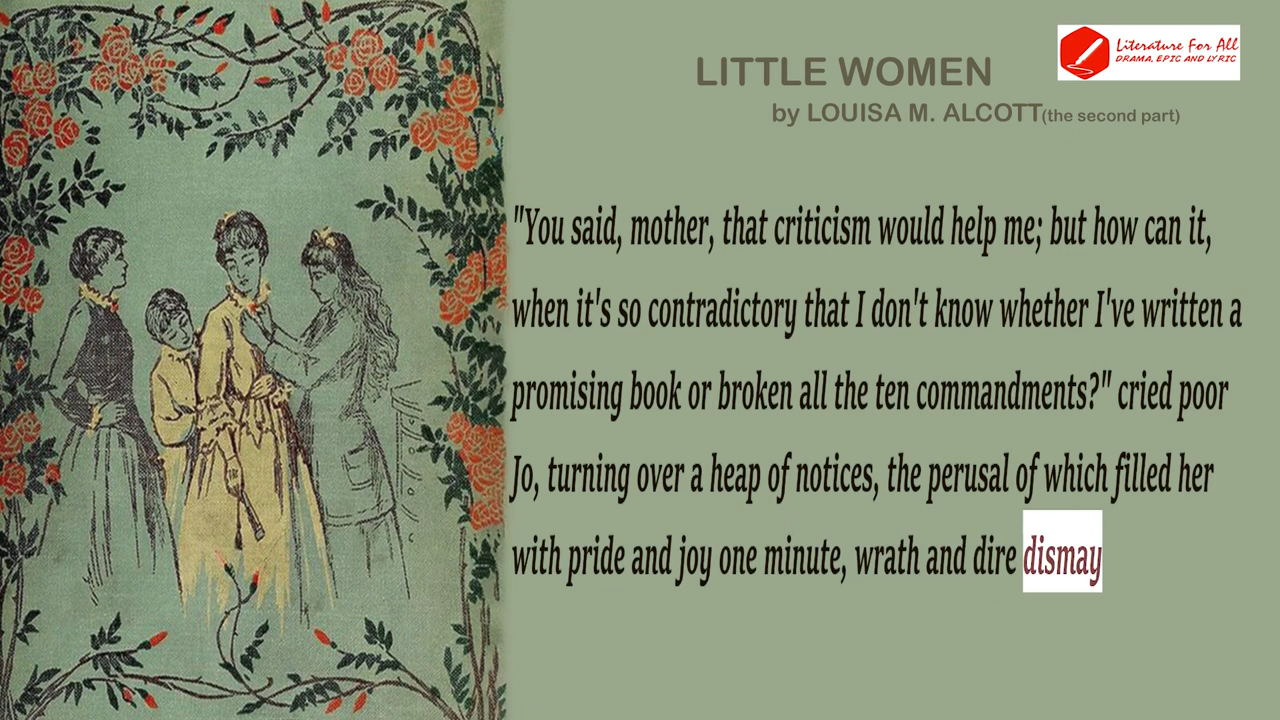 LITTLE WOMEN
by LOUISA M. ALCOTT(the second part)
Literature For All
DRAMA, EPIC AND LYRIC
"You said, mother, that criticism would help me; but how can it,
when it's so contradictory that I don't know whether I've written a
promising book or broken all the ten commandments?" cried poor
Jo, turning over a heap of notices, the perusal of which filled her
with pride and joy one minute, wrath and dire dismay